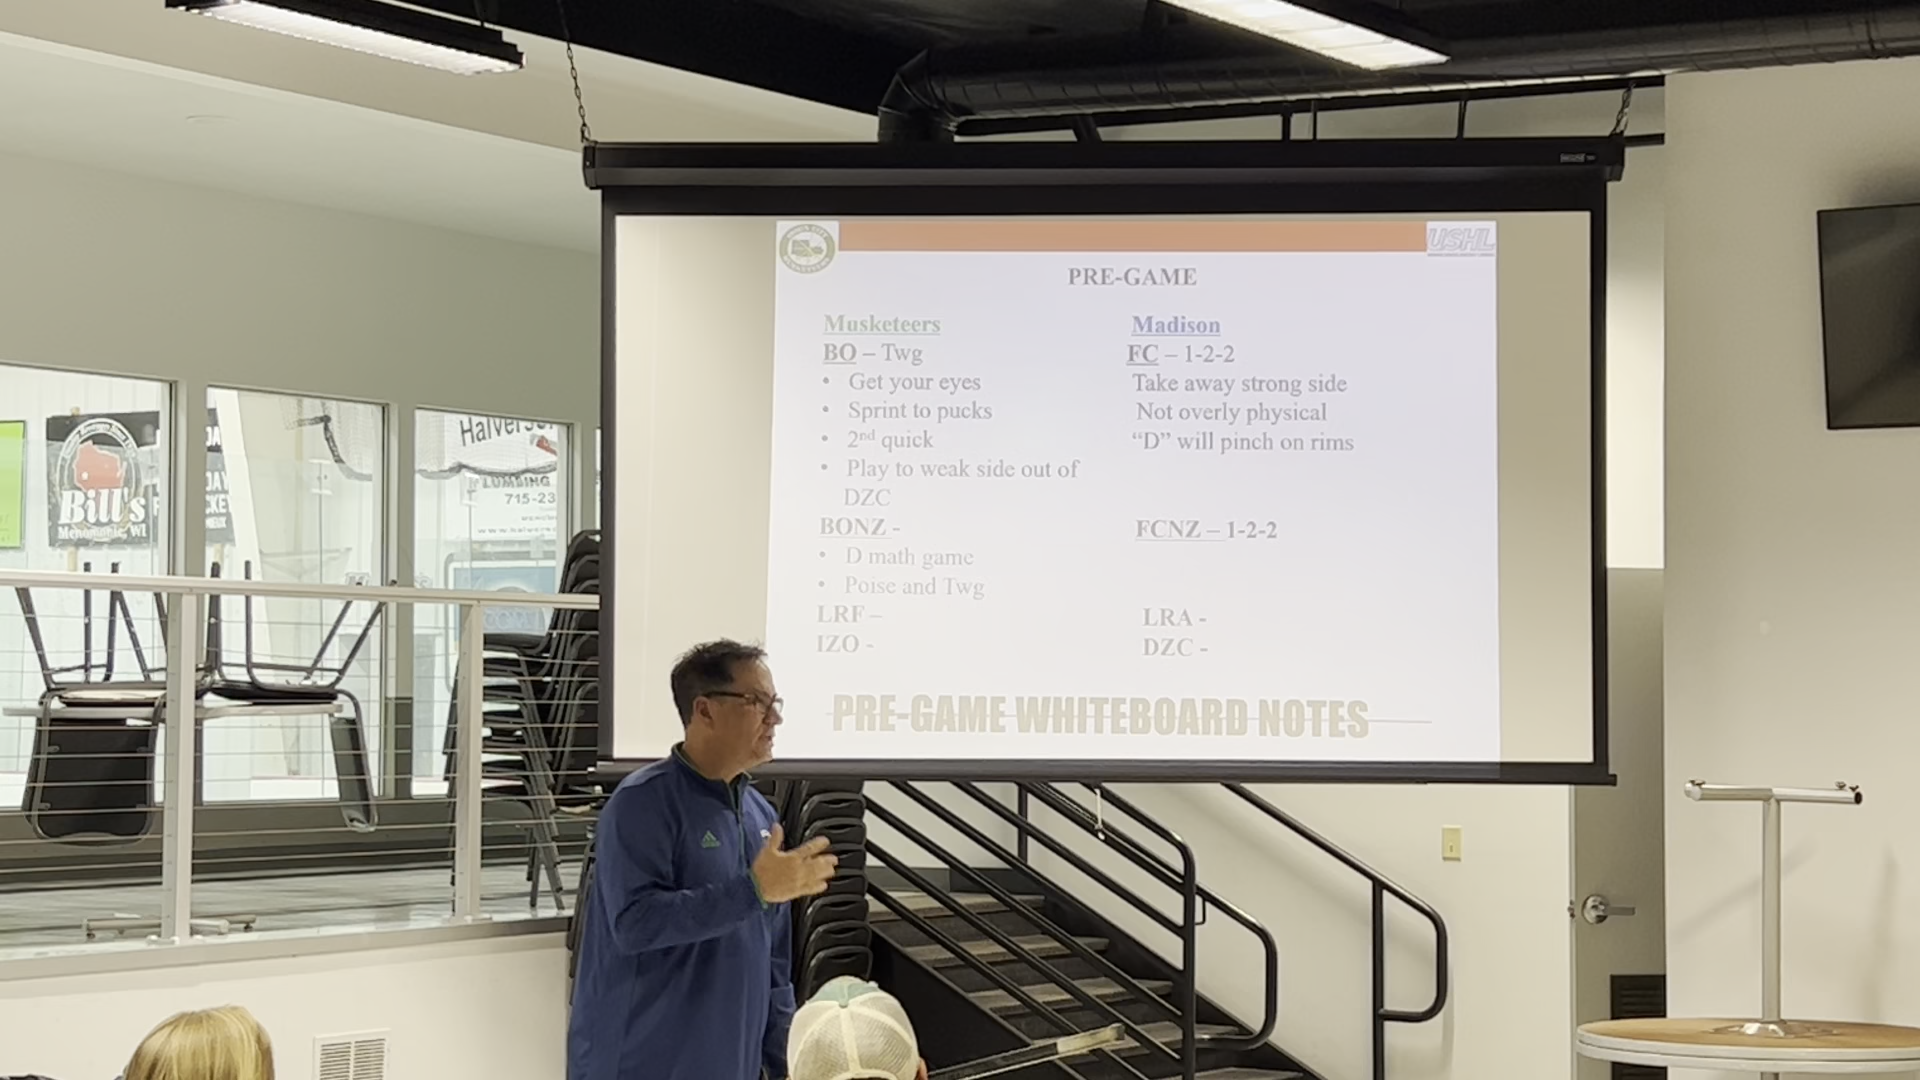 USHL
PRE-GAME
Musketeers
BO – Twg
• Get your eyes
• Sprint to pucks
• 2nd quick
• Play to weak side out of
DZC
BONZ -
• D math game
• Poise and Twg
LRF –
IZO -
Madison
FC – 1-2-2
Take away strong side
Not overly physical
“D” will pinch on rims
FCNZ – 1-2-2
LRA -
DZC -
PRE-GAME WHITEBOARD NOTES
Bill's
Menomonie, WI
Halverso
PLUMBING
715-23